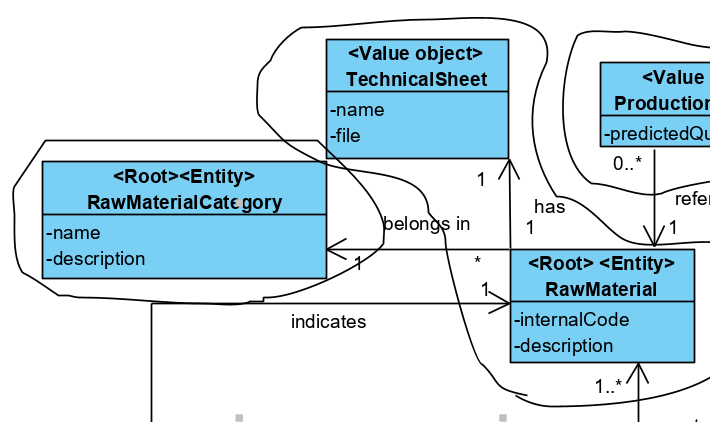 <Value object>
TechnicalSheet
-name
-file
<Value
Production
-predictedQu
0..*
refer
1
<Root><Entity>
RawMaterialCategory
-name
-description
1
has
1
belongs in
1
*
1
<Root> <Entity>
RawMaterial
-internalCode
-description
indicates
1..*